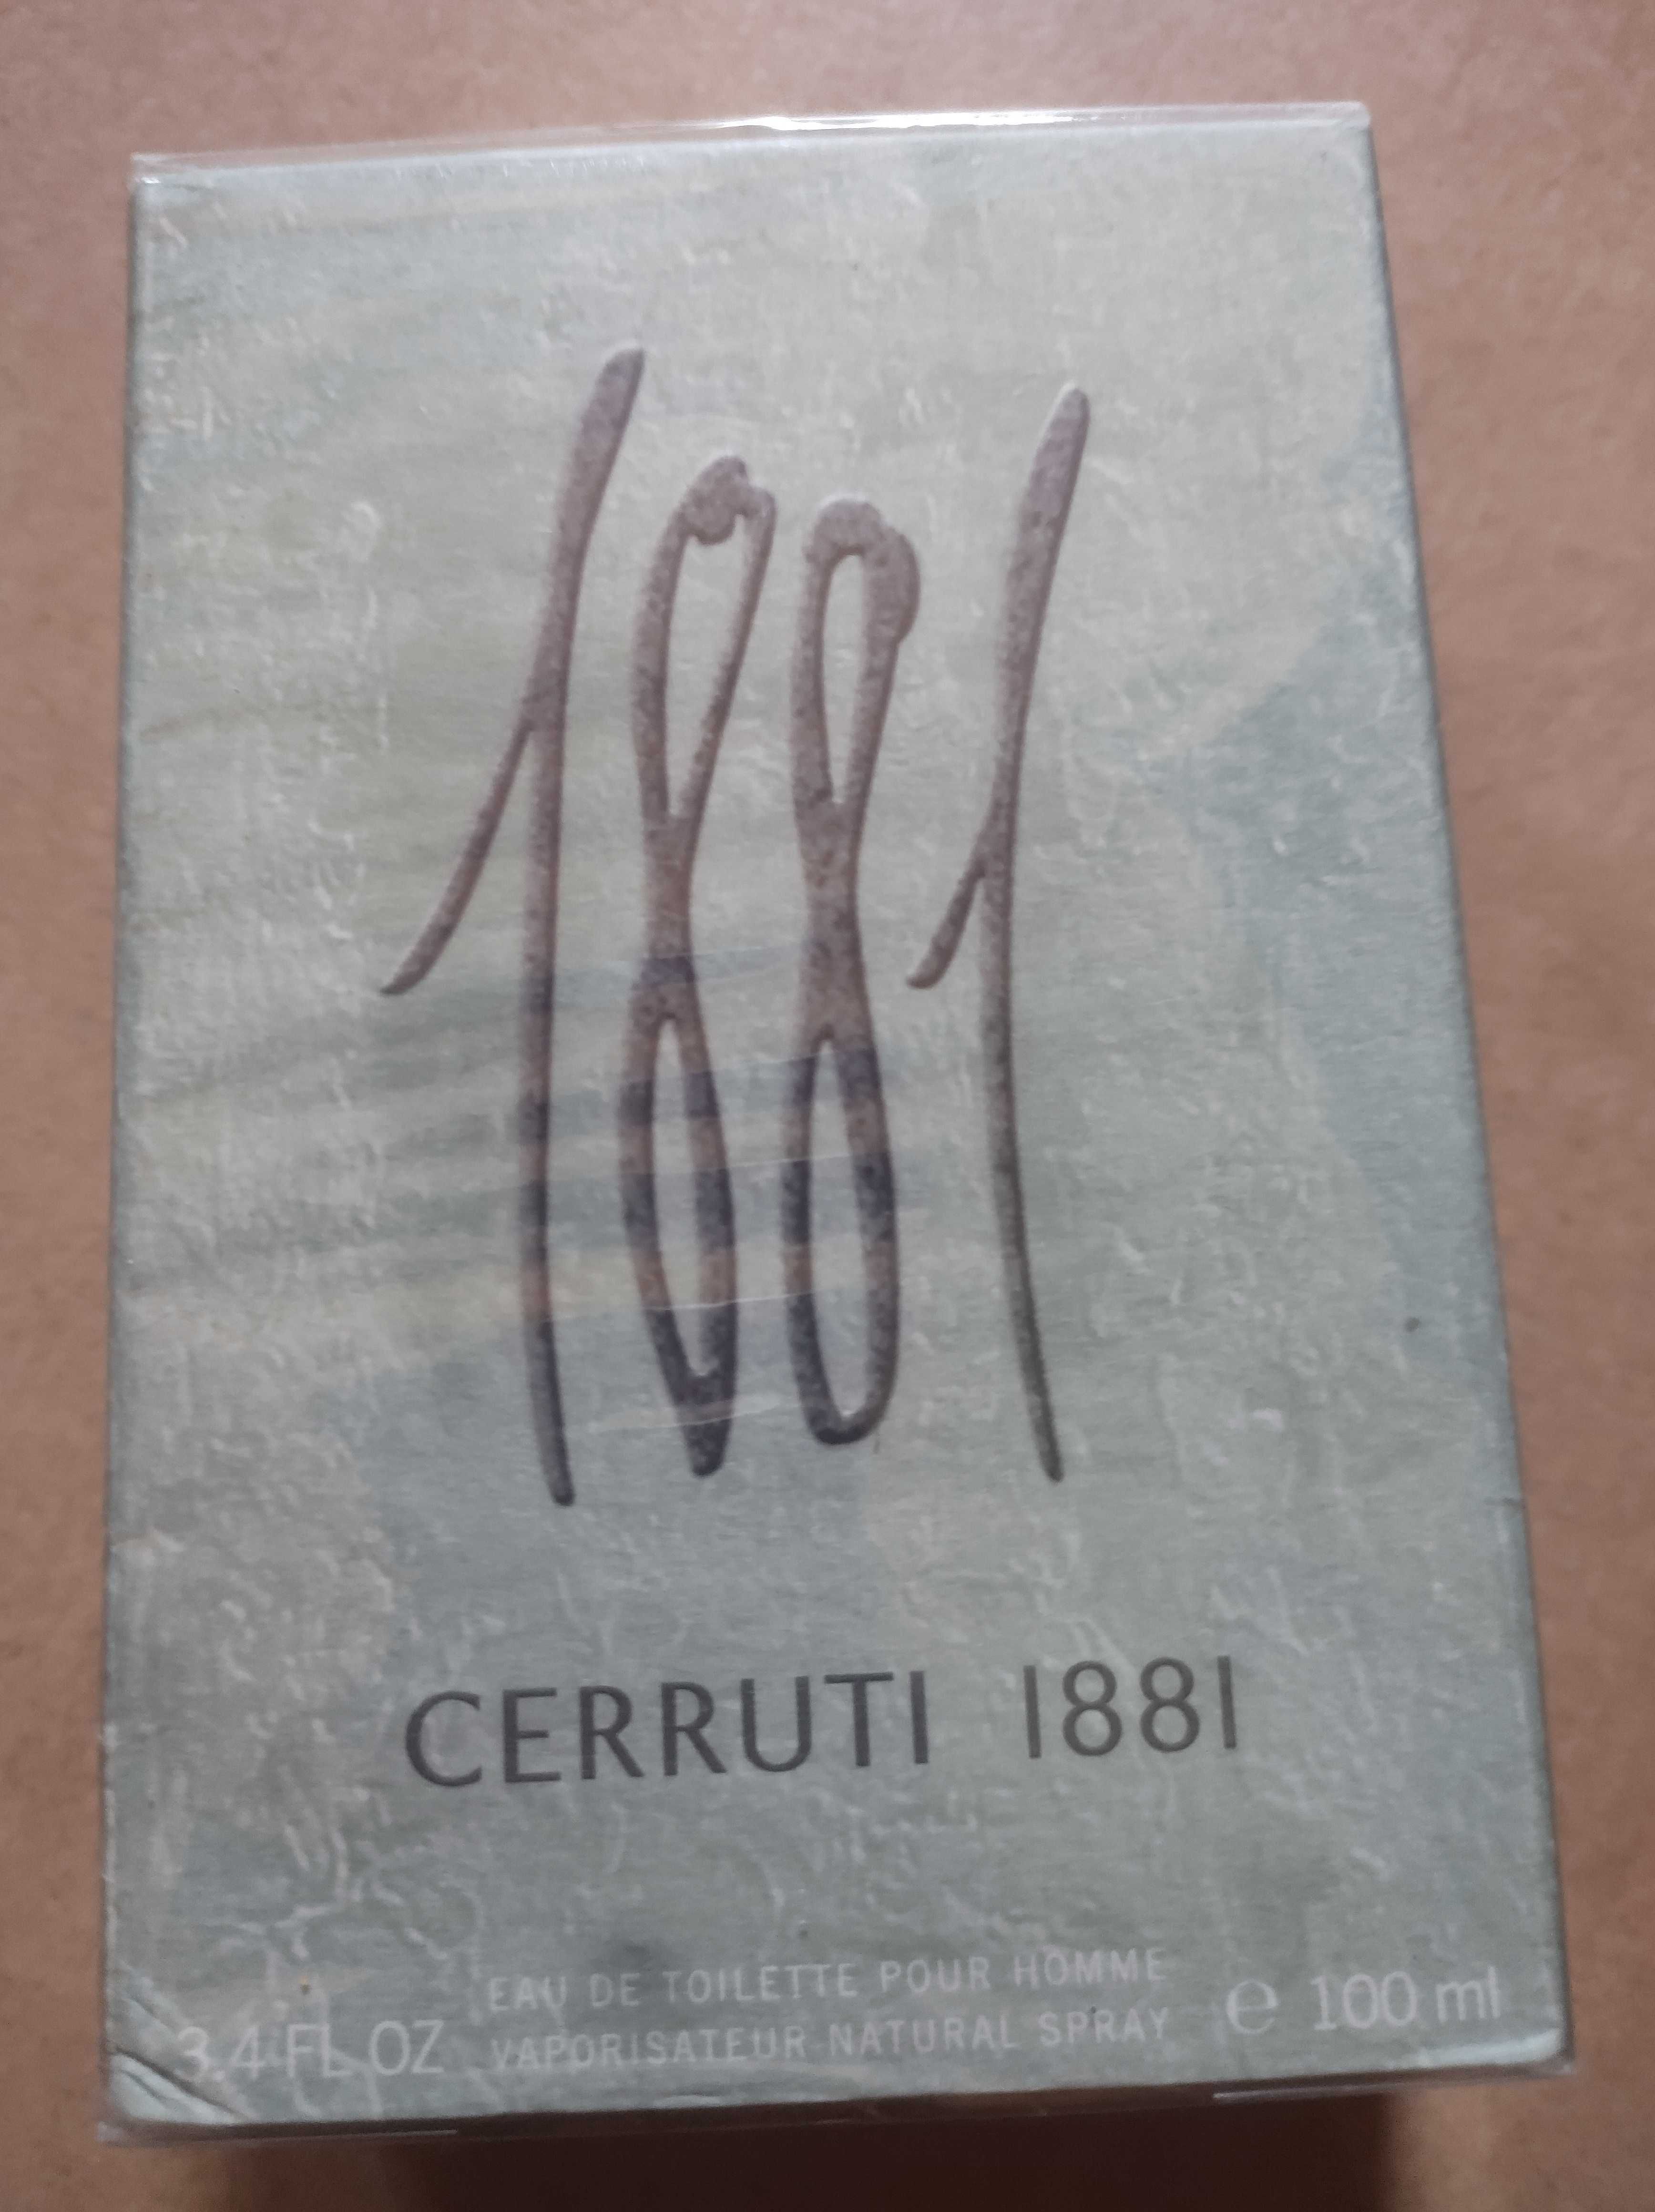 1881
CERRUTI 1881
EAU DE TOILETTE POUR HOMME
3.4 FL OZ VAPORISATEUR NATURAL SPRAY e 100 ml